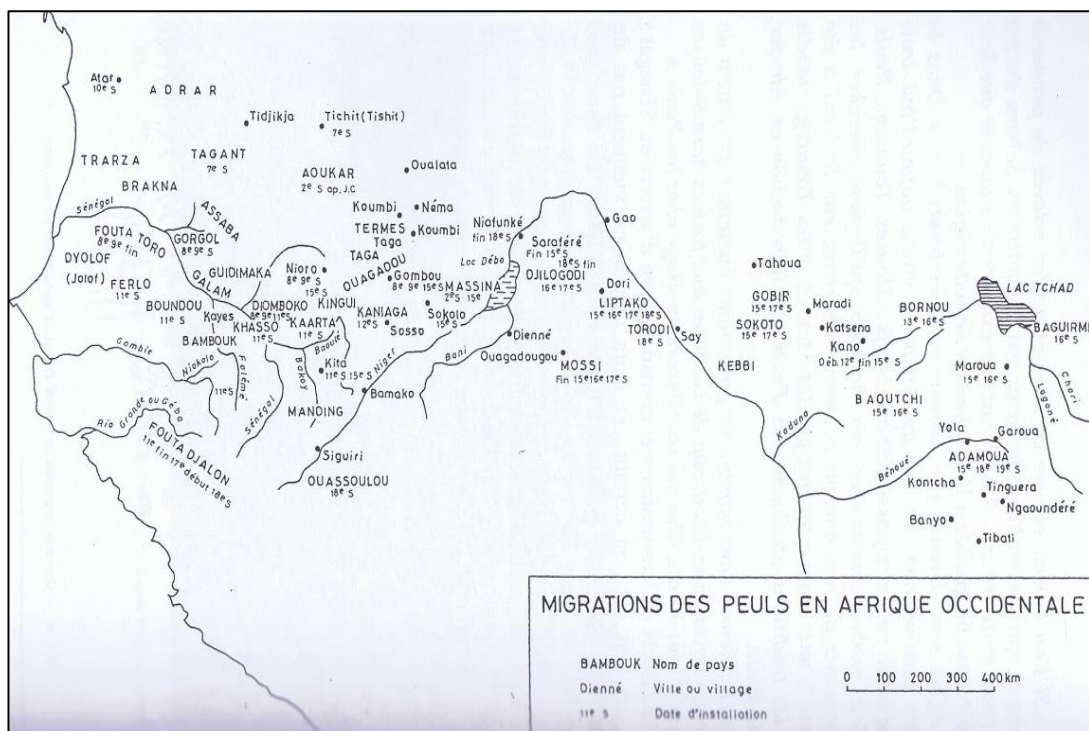 Atar
10e S
A D R A R
Tidjikja
Tichit (Tishit)
7e S
TRARZA
TAGANT
7e S
BRAKNA
AOUKAR
2e S ap. J.C
Oualata
Sénégal
ASSABA
Koumbi
Néma
TERMES
Koumbi
Taga
TAGA
OUAGADOU
FOUTA TORO
8e 9e fin
GORGOL
8e 9e S
DYOLOF
(Jolof)
FERLO
11e S
GUIDIMAKA
GALAM
Nioro
8e 9e S
15e S
Gombou
8e 9e S 15e S
Lac Débo
Niafunké
fin 18e S
Saraféré
Fin 15e S
18e S fin
DJILOGODI
16e 17e S
Gao
MASSINA
2e S 15e
BOUNDOU
11e S
Kayes
DIOMBOKO
8e 9e 11e S
KINGUI
KHASSO
11e S
KAARTA
11e S
KANIAGA
12e S
Sosso
Sokolo
15e S
BAMBOUK
Gambie
Niokolo
Falémé
11e S
Bakoy
Baoulé
Kita
11e S 15e S
Niger
Bani
Dienné
Bamako
MANDING
Sénégal
Siguiri
OUASSOULOU
18e S
Rio Grande ou Géba
FOUTA DJALON
11e fin 17e début 18e S
Dori
LIPTAKO
15e 16e 17e 18e S
TORODI
18e S
Say
Ouagadougou
MOSSI
Fin 15e 16e 17e S
Tahoua
GOBIR
15e 17e S
Maradi
SOKOTO
15e 17e S
Katsena
Kano
Déb. 12e fin 15e S
KEBBI
BORNOU
13e 16e S
LAC TCHAD
BAGUIRMI
16e S
Maroua
15e 16e S
Chari
Logone
BAOUTCHI
15e 16e S
Kaduna
Bénoué
Yola
Garoua
ADAMOUA
15e 18e 19e S
Kontcha
Tinguera
Ngaoundéré
Banyo
Tibati
MIGRATIONS DES PEULS EN AFRIQUE OCCIDENTALE
BAMBOUK Nom de pays
Dienné Ville ou village
11e S Date d'installation
0 100 200 300 400 km